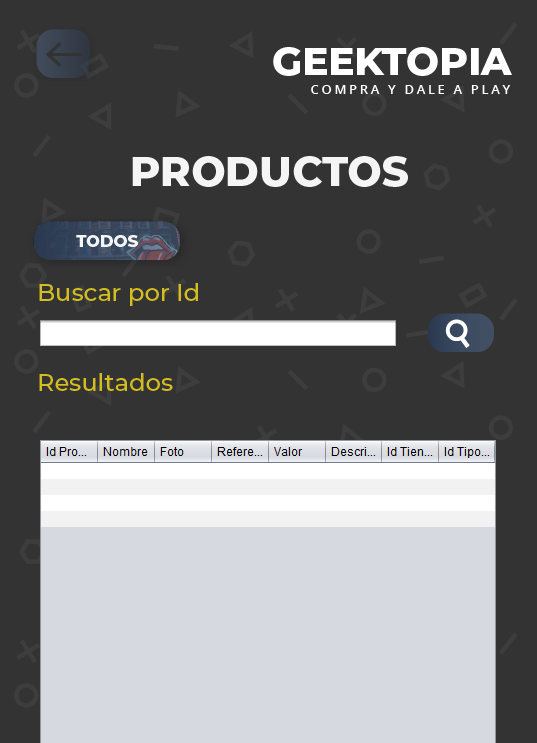 GEEKTOPIA
COMPRA Y DALE A PLAY
PRODUCTOS
TODOS
Buscar por Id
Resultados
Id Pro... Nombre Foto Refere... Valor Descri... Id Tien... Id Tipo...